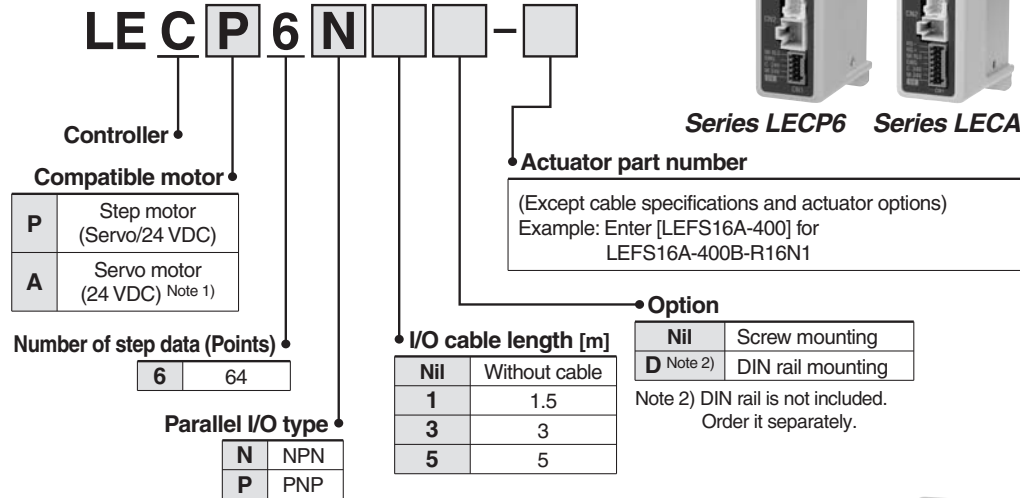 LE C P 6 N –
Series LECP6 Series LECA
Controller
Compatible motor
P Step motor
(Servo/24 VDC)
A Servo motor
(24 VDC) Note 1)
Number of step data (Points)
6 64
Parallel I/O type
N NPN
P PNP
I/O cable length [m]
Nil Without cable
1 1.5
3 3
5 5
Actuator part number
(Except cable specifications and actuator options)
Example: Enter [LEFS16A-400] for
LEFS16A-400B-R16N1
Option
Nil Screw mounting
D Note 2) DIN rail mounting
Note 2) DIN rail is not included.
Order it separately.